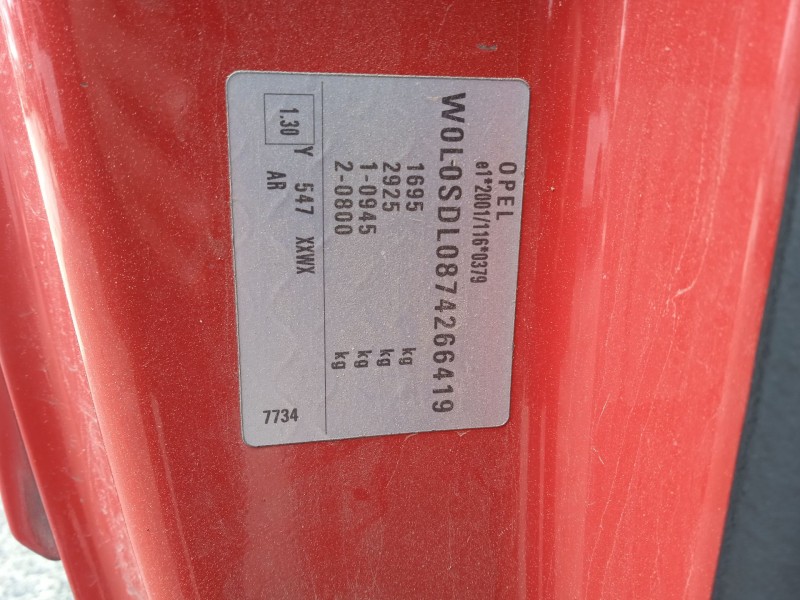 OPEL
e1*2001/116*0379
W0L0SDL0874266419
1695 kg
2925 kg
1-0945 kg
2-0800 kg
1.30 Y 547 XXWX
AR
7734